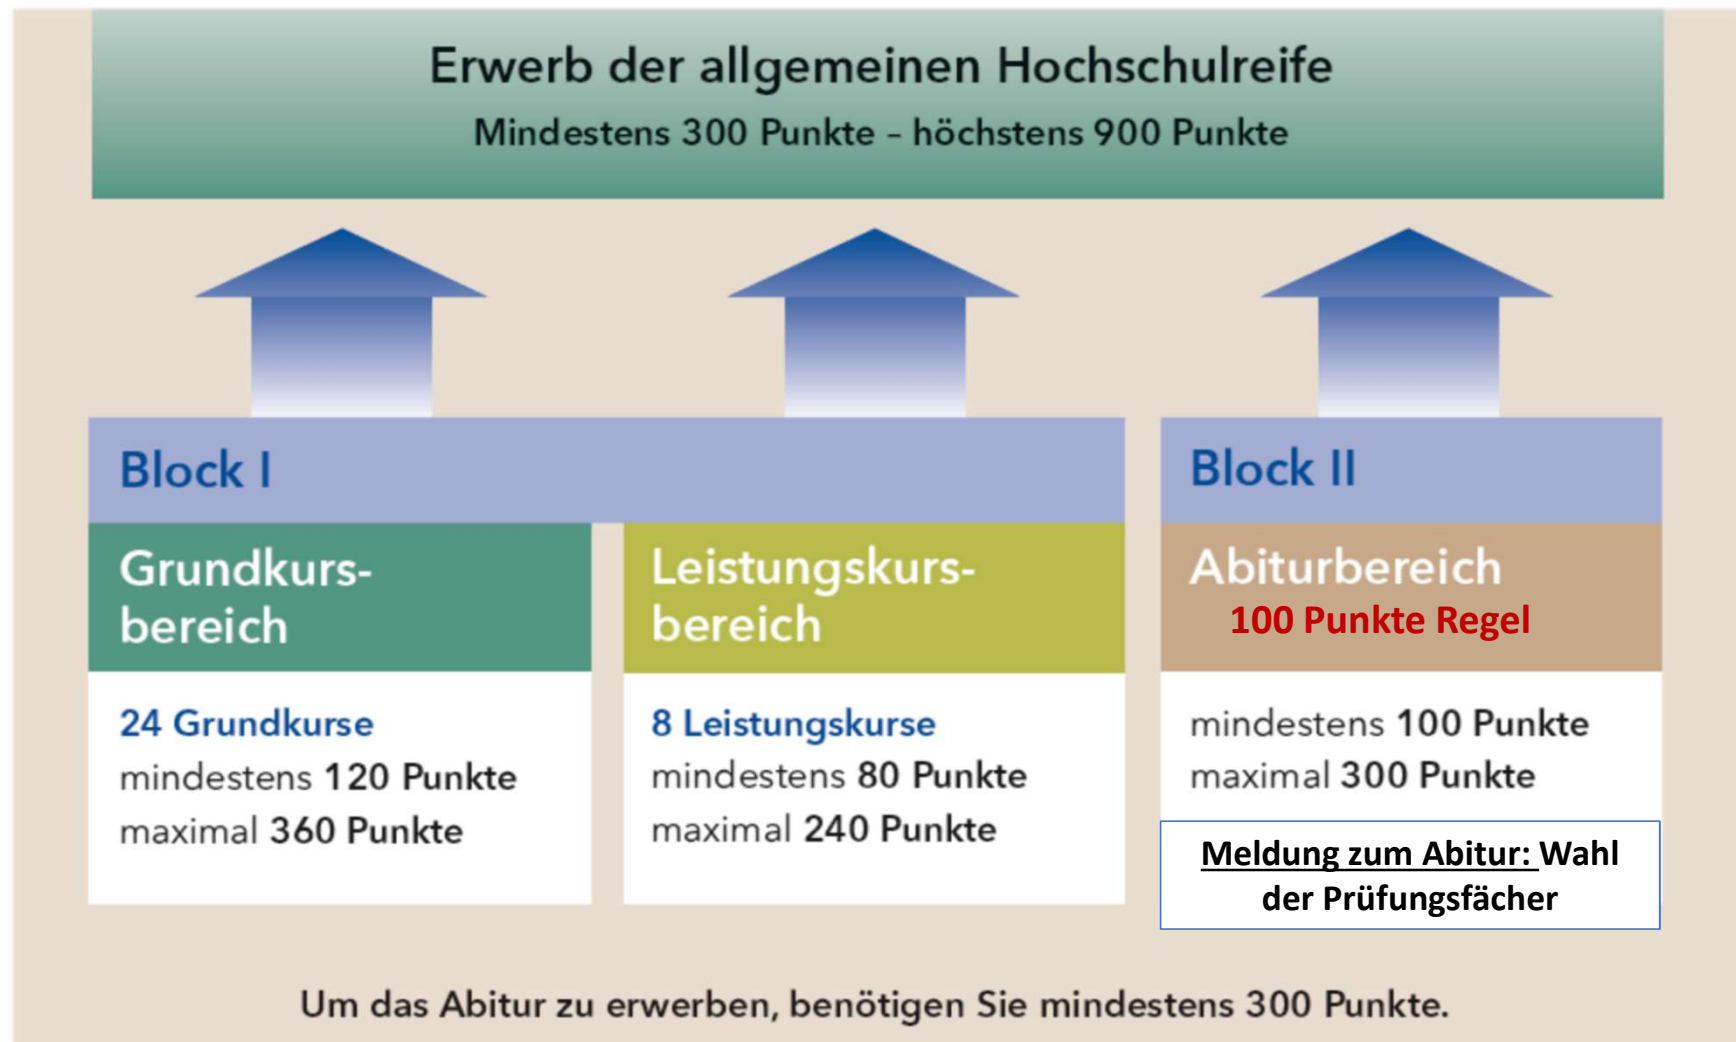 Erwerb der allgemeinen Hochschulreife
Mindestens 300 Punkte – höchstens 900 Punkte
Block I
Grundkurs-
bereich
24 Grundkurse
mindestens 120 Punkte
maximal 360 Punkte
Leistungskurs-
bereich
8 Leistungskurse
mindestens 80 Punkte
maximal 240 Punkte
Block II
Abiturbereich
100 Punkte Regel
mindestens 100 Punkte
maximal 300 Punkte
Meldung zum Abitur: Wahl
der Prüfungsfächer
Um das Abitur zu erwerben, benötigen Sie mindestens 300 Punkte.